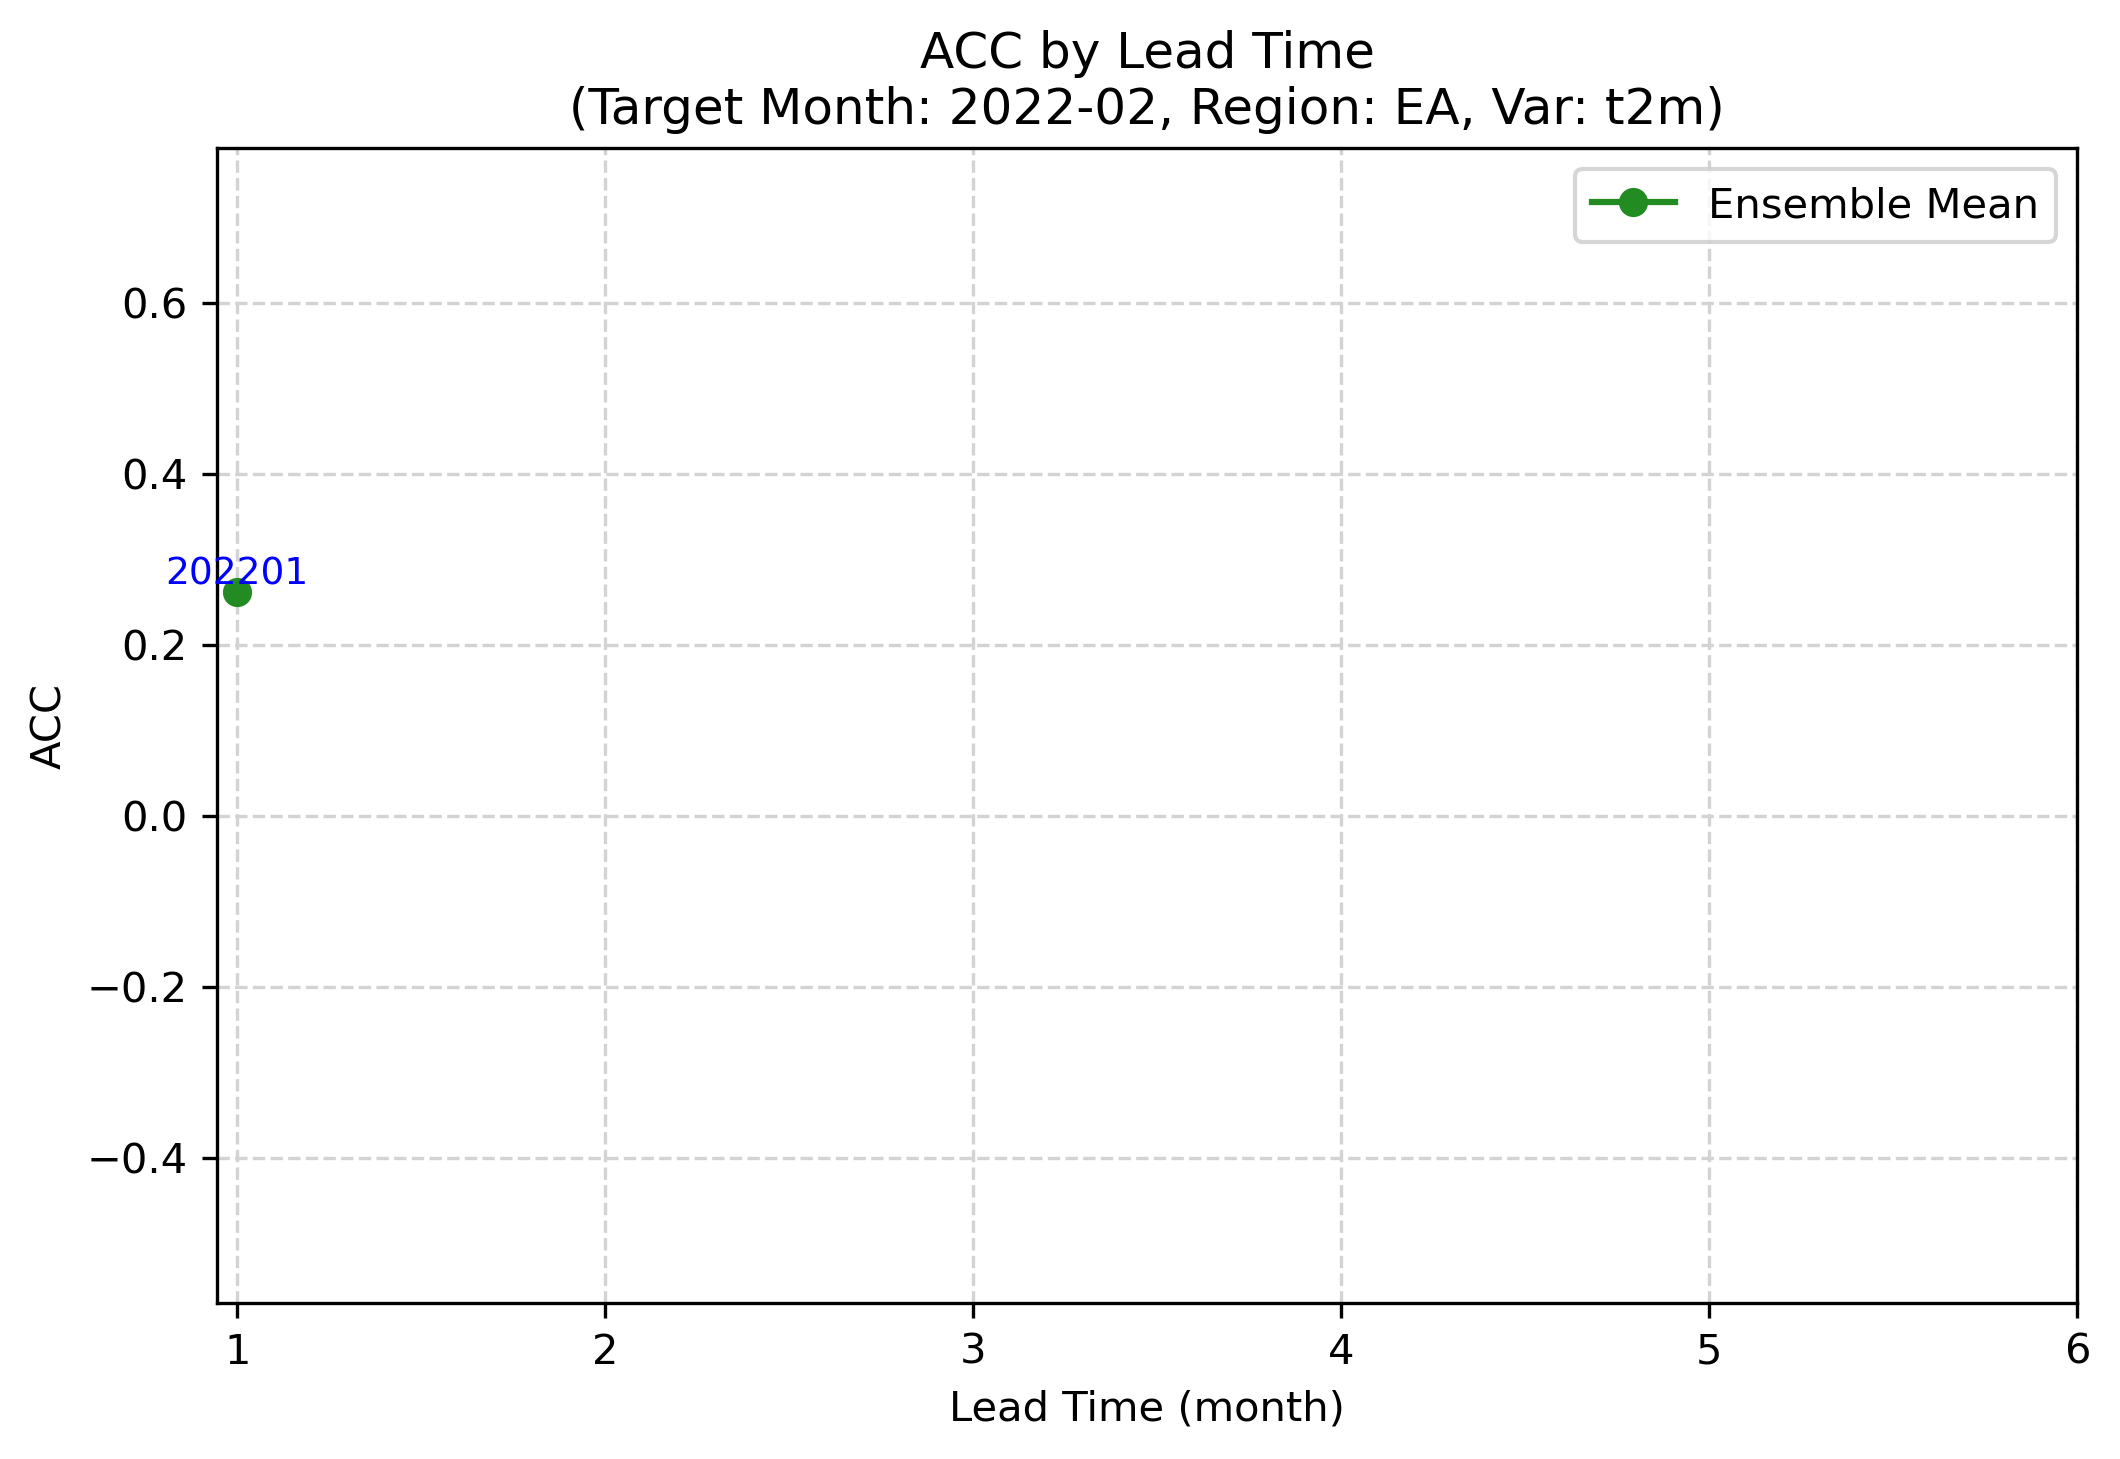 ACC by Lead Time
(Target Month: 2022-02, Region: EA, Var: t2m)
Ensemble Mean
0.6
0.4
202201
0.2
ACC
0.0
−0.2
−0.4
1 2 3 4 5 6
Lead Time (month)